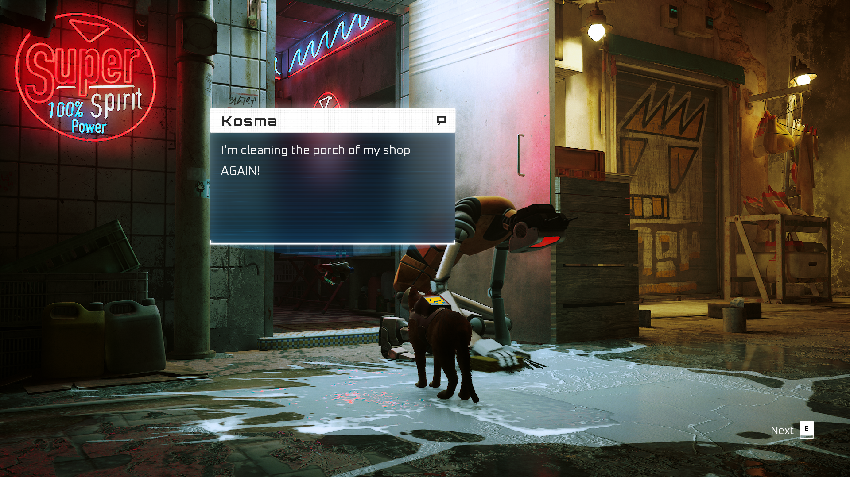 Super
100% Spirit
Power
Kosma
I'm cleaning the porch of my shop
AGAIN!
Next E